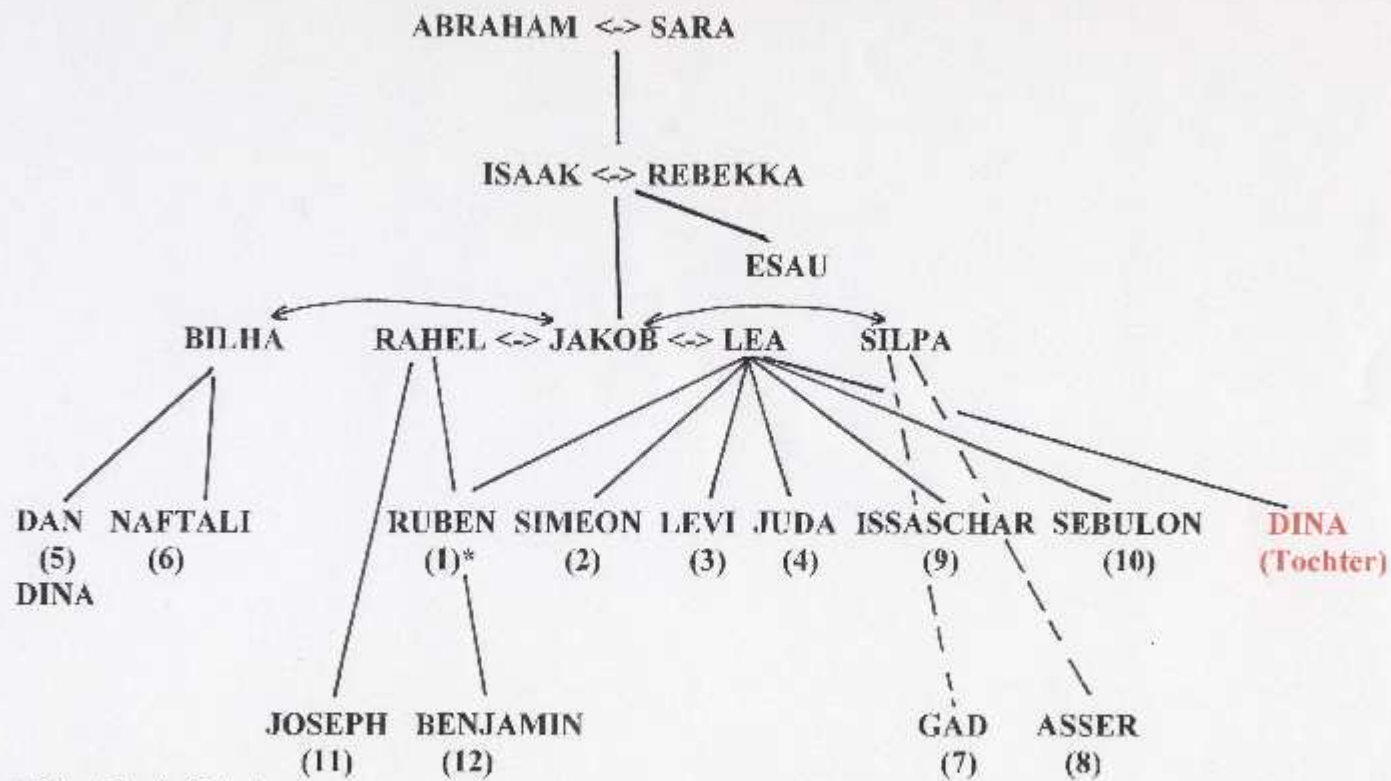 ABRAHAM <-> SARA
ISAAK <-> REBEKKA
ESAU
BILHA RAHEL <-> JAKOB <-> LEA SILPA
DAN NAFTALI RUBEN SIMEON LEVI JUDA ISSASCHAR SEBULON DINA
(5) (6) (1)* (2) (3) (4) (9) (10) (Tochter)
DINA
JOSEPH BENJAMIN GAD ASSER
(11) (12) (7) (8)